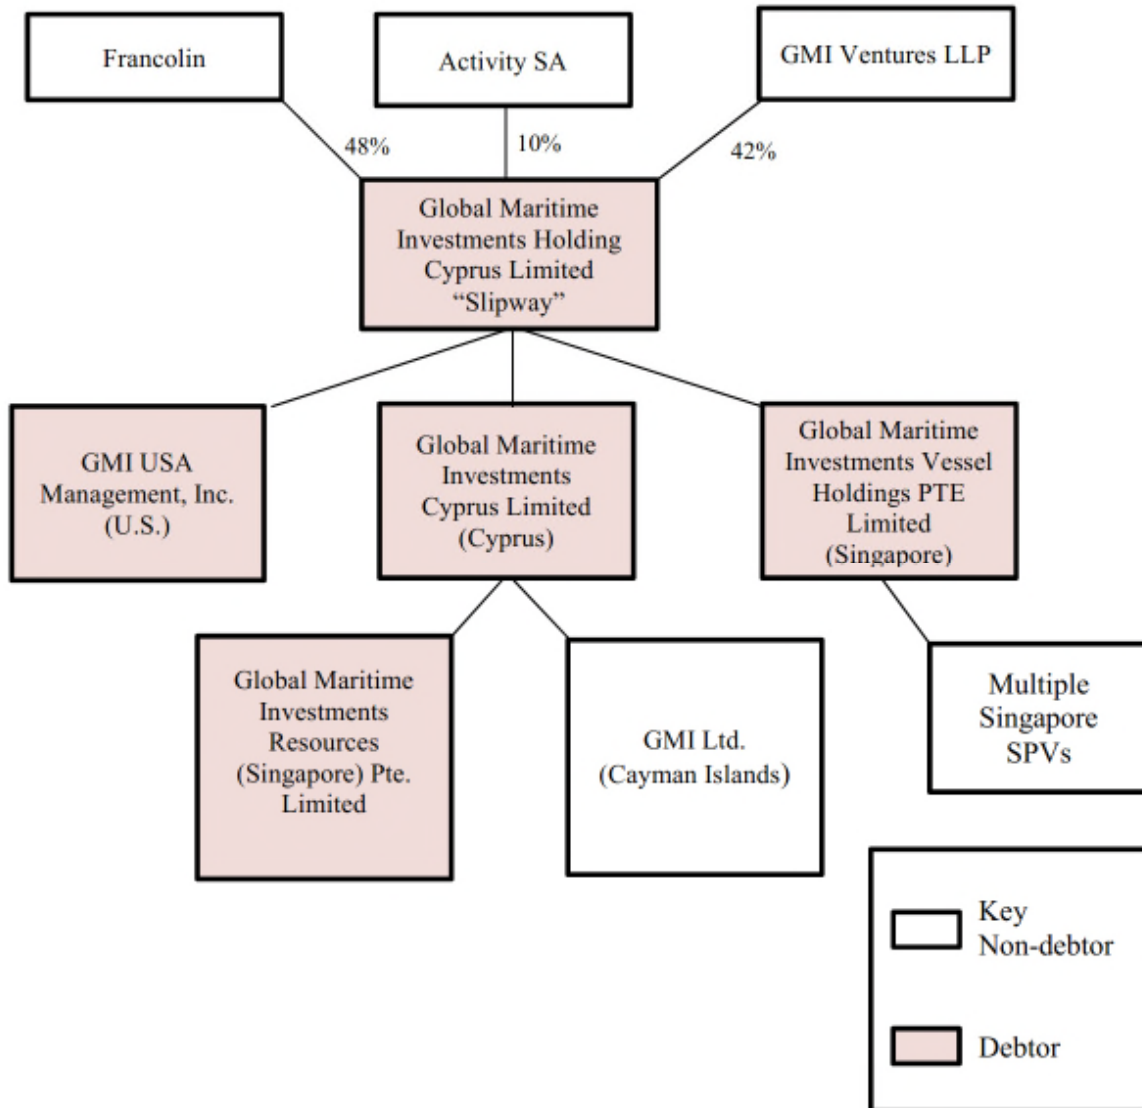 Francolin
Activity SA
GMI Ventures LLP
48%
10%
42%
Global Maritime
Investments Holding
Cyprus Limited
“Slipway”
GMI USA
Management, Inc.
(U.S.)
Global Maritime
Investments
Cyprus Limited
(Cyprus)
Global Maritime
Investments Vessel
Holdings PTE
Limited
(Singapore)
Global Maritime
Investments
Resources
(Singapore) Pte.
Limited
GMI Ltd.
(Cayman Islands)
Multiple
Singapore
SPVs
Key
Non-debtor
Debtor